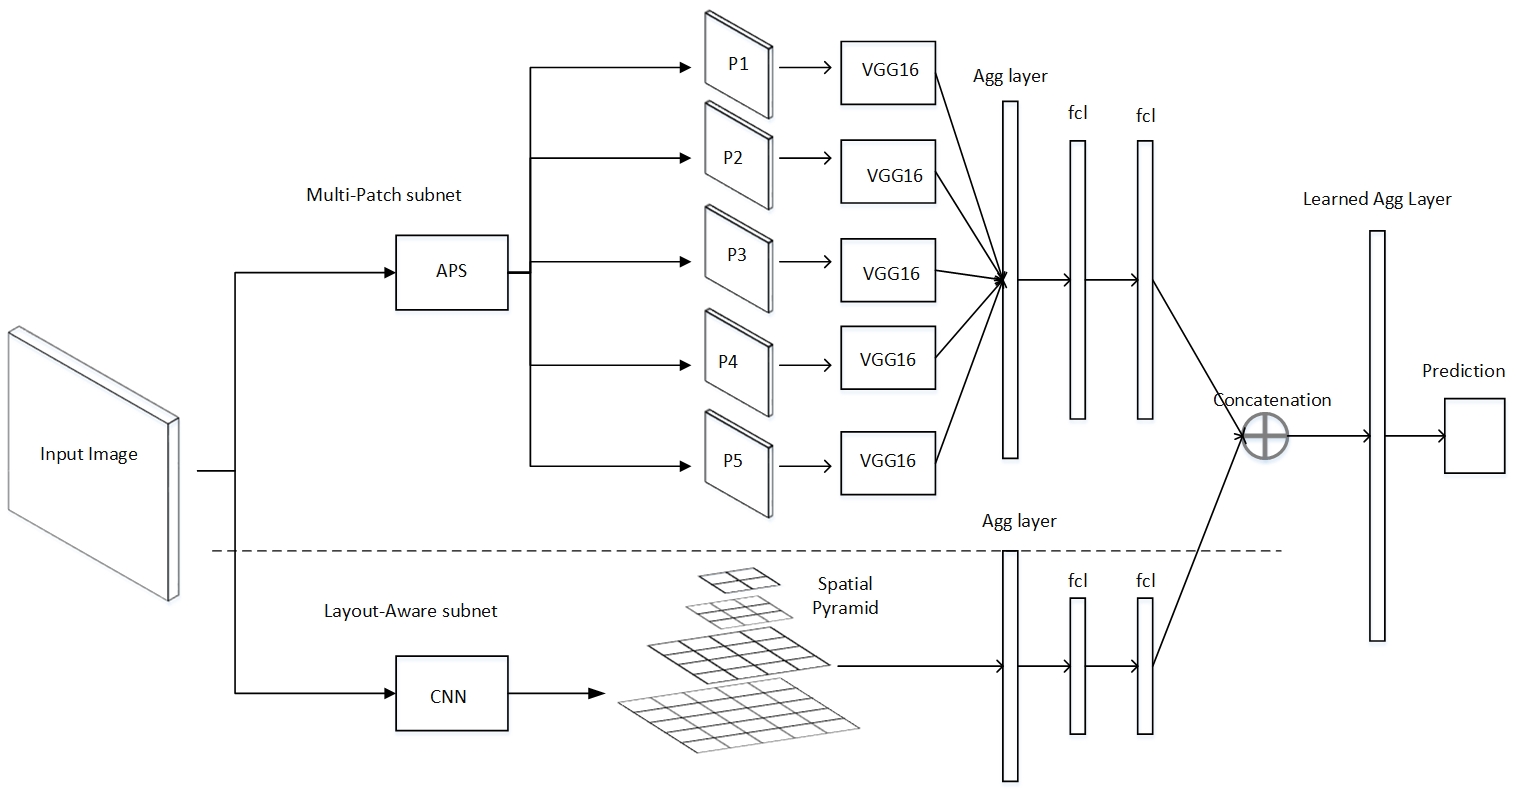 P1
VGG16
Agg layer
fcl
fcl
P2
VGG16
Multi-Patch subnet
Learned Agg Layer
APS
P3
VGG16
P4
VGG16
Prediction
Concatenation
Input Image
P5
VGG16
Agg layer
Layout-Aware subnet
Spatial
Pyramid
fcl
fcl
CNN